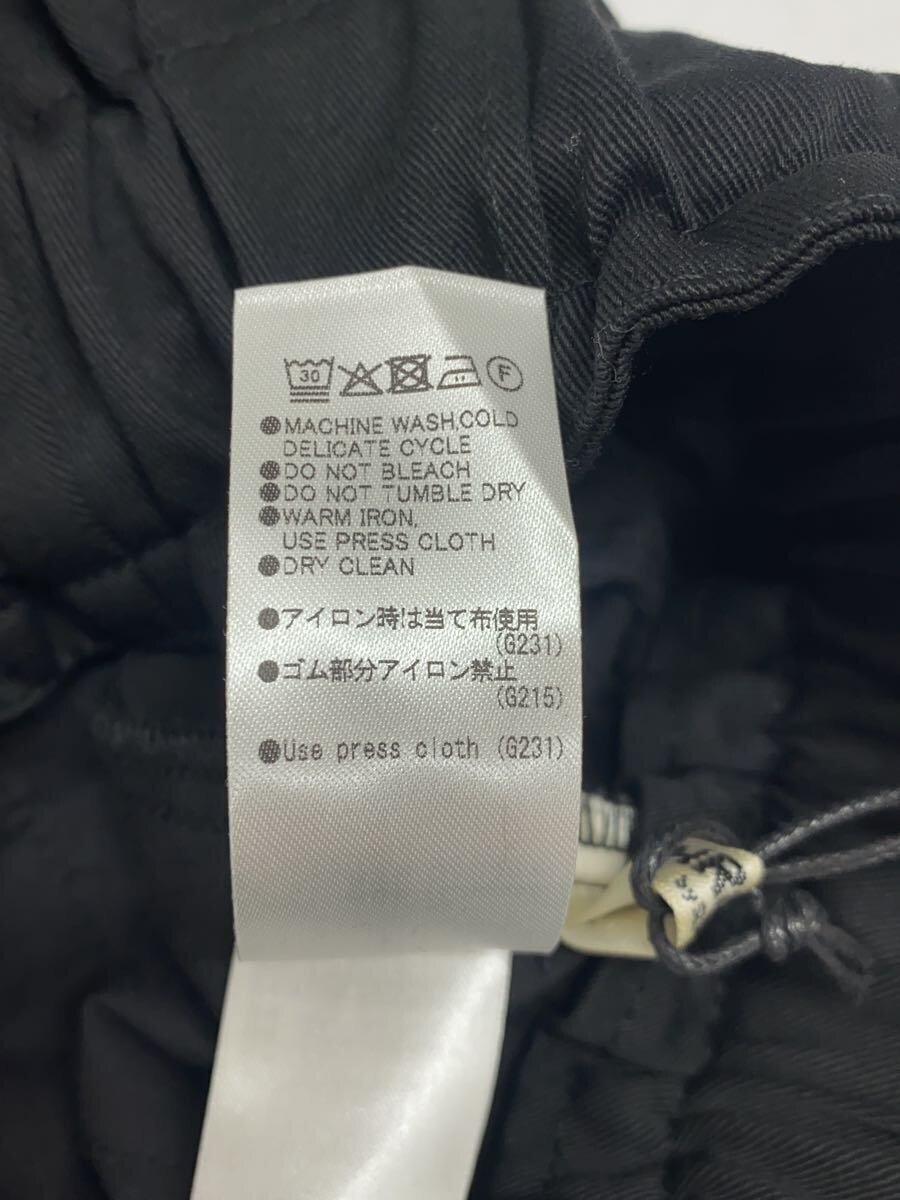 30 F
●MACHINE WASH,COLD
DELICATE CYCLE
●DO NOT BLEACH
●DO NOT TUMBLE DRY
●WARM IRON,
USE PRESS CLOTH
●DRY CLEAN
●アイロン時は当て布使用
(G231)
●ゴム部分アイロン禁止
(G215)
●Use press cloth (G231)